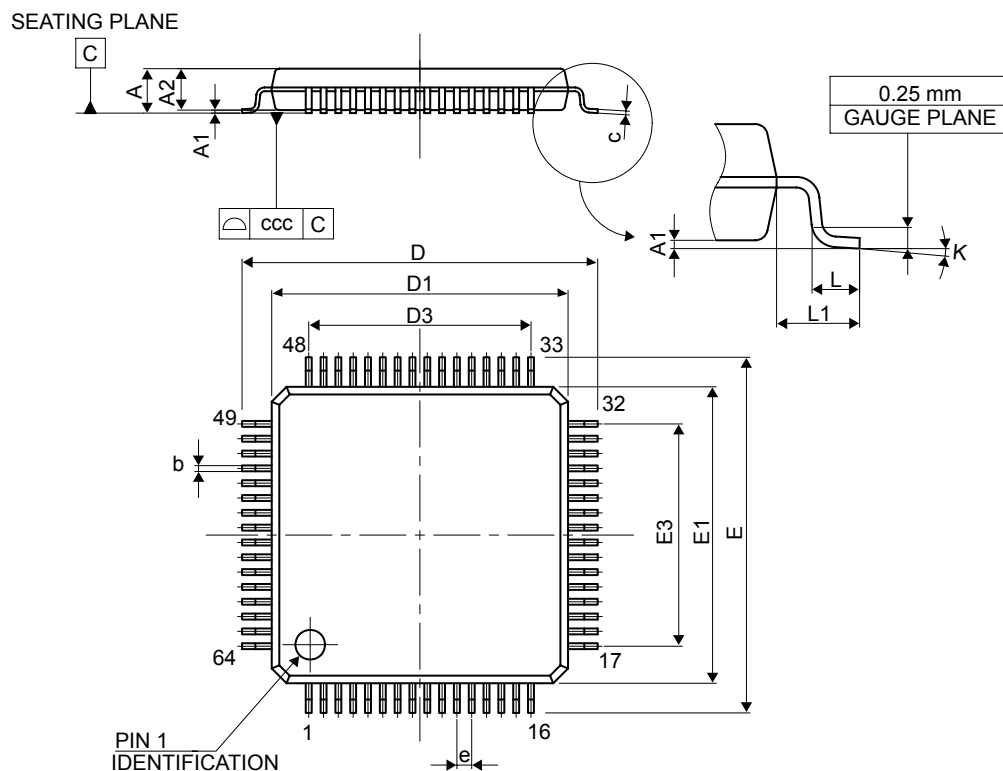 SEATING PLANE
C
A
A2
A1
c
0.25 mm
GAUGE PLANE
ccc C
A1
K
L
L1
D
D1
D3
48
33
49
32
b
E3
E1
E
64
17
1
16
e
PIN 1
IDENTIFICATION